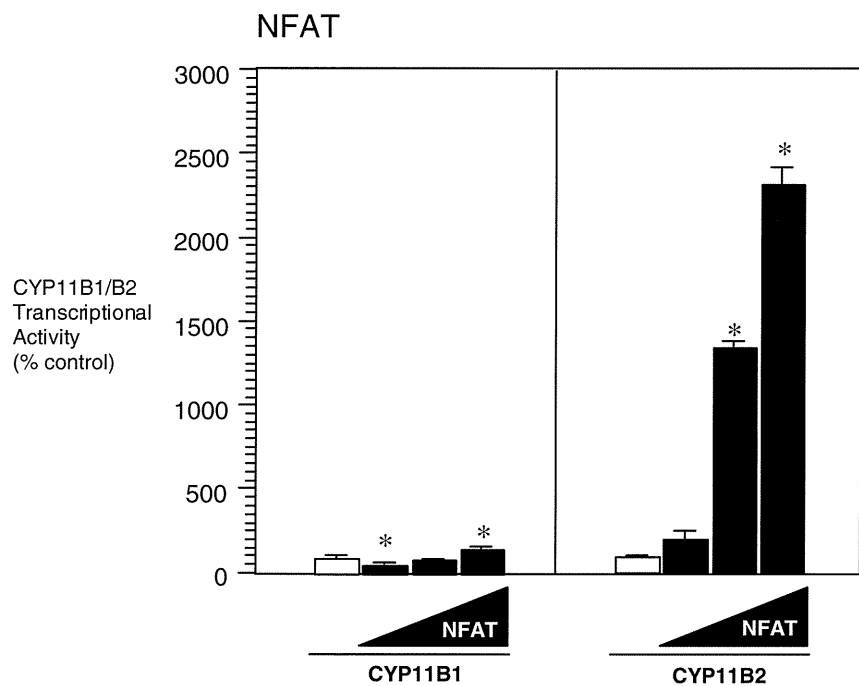 NFAT
3000
2500
2000
1500
1000
500
0
CYP11B1/B2
Transcriptional
Activity
(% control)
*
*
*
*
NFAT
NFAT
CYP11B1
CYP11B2